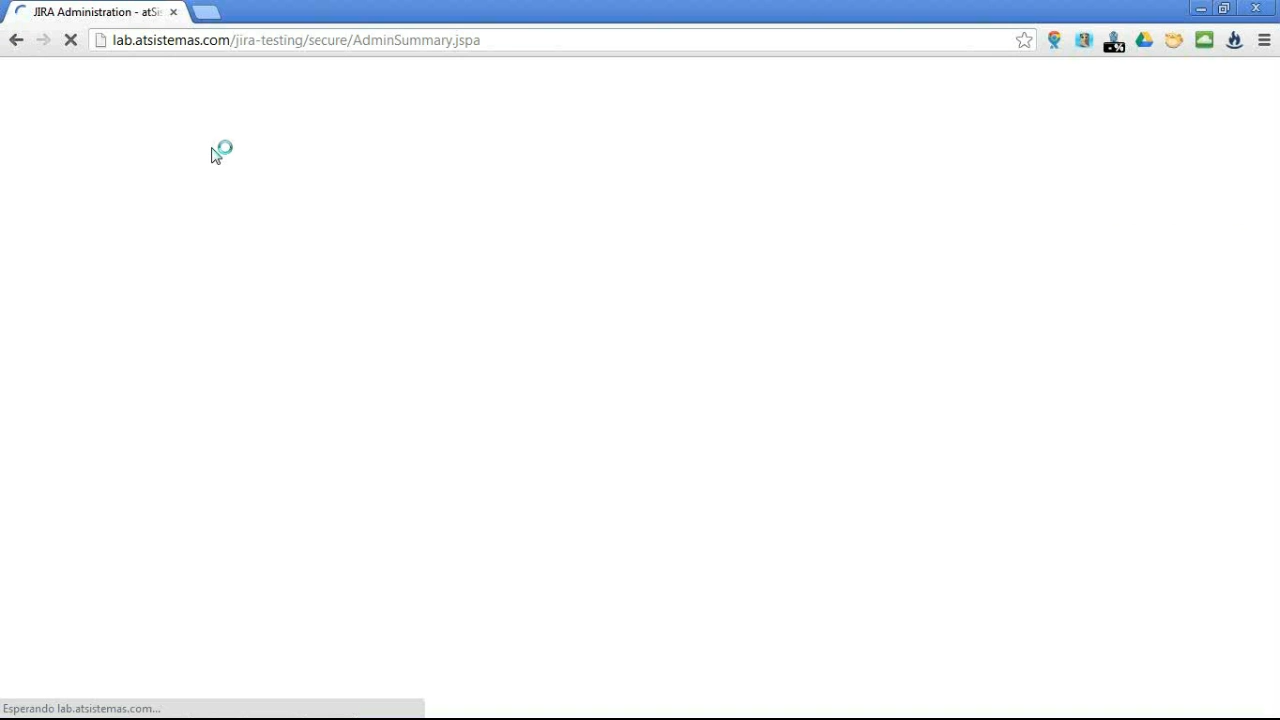 JIRA Administration - atSi
lab.atsistemas.com/jira-testing/secure/AdminSummary.jspa
- %
Esperando lab.atsistemas.com...